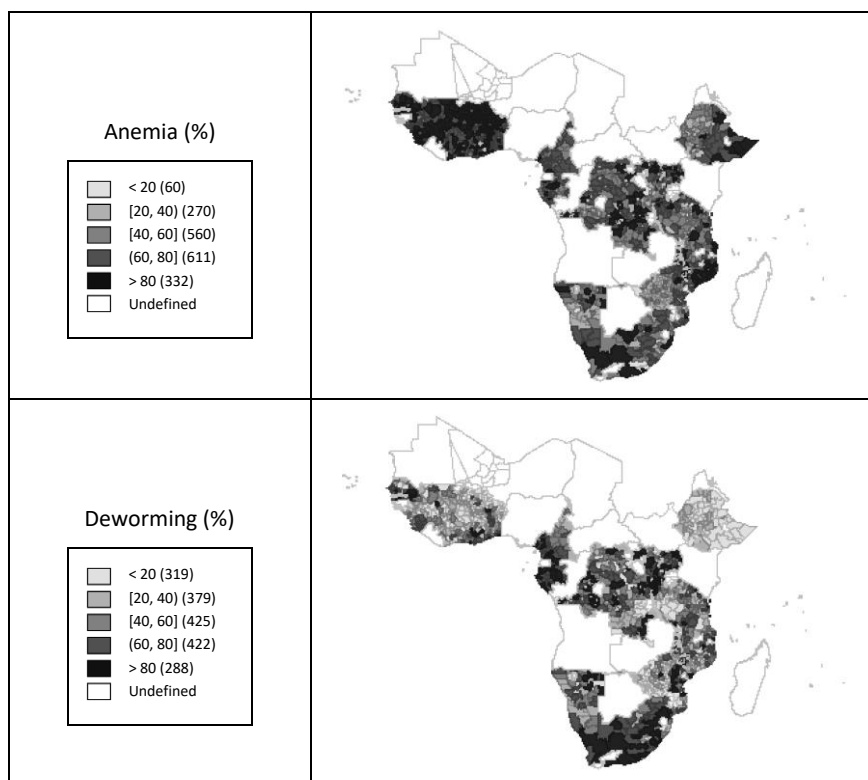 Anemia (%)
< 20 (60)
[20, 40) (270)
[40, 60] (560)
(60, 80] (611)
> 80 (332)
Undefined
Deworming (%)
< 20 (319)
[20, 40) (379)
[40, 60] (425)
(60, 80] (422)
> 80 (288)
Undefined